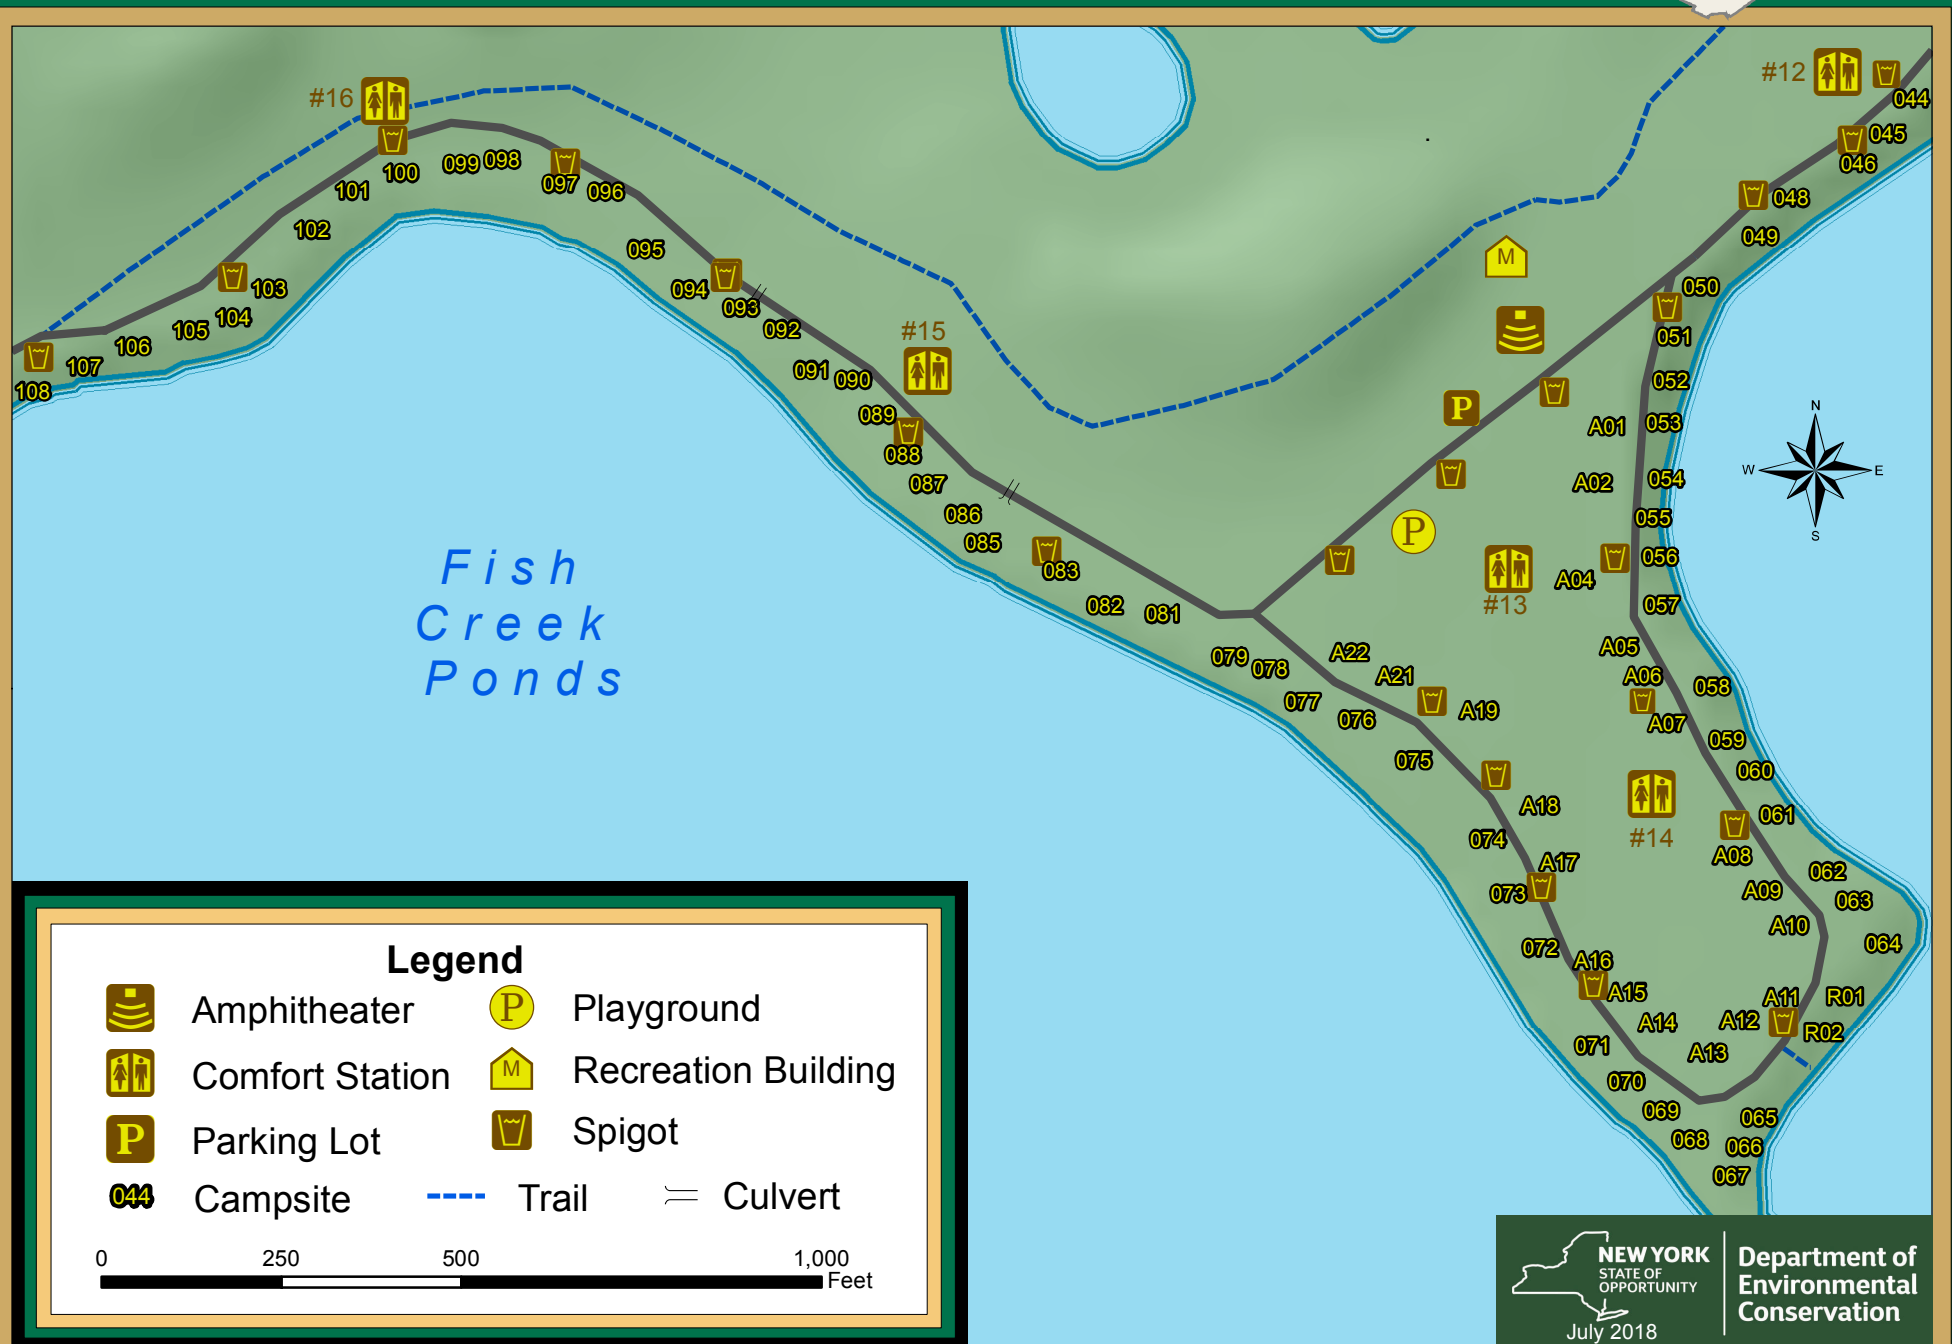 #12
044
045
046
048
049
050
051
052
053
054
055
056
057
058
059
060
061
062
063
064
R01
R02
065
066
067
068
069
070
071
072
073
074
075
076
077
078
079
081
082
083
085
086
087
088
089
090
091
092
093
094
095
096
097
098
099
100
101
102
103
104
105
106
107
108
#16
#15
M
P
P
#13
#14
A01
A02
A04
A05
A06
A07
A08
A09
A10
A11
A12
A13
A14
A15
A16
A17
A18
A19
A21
A22
N
W
E
S
Fish
Creek
Ponds
Legend
Amphitheater
P Playground
Comfort Station
M Recreation Building
P Parking Lot
Spigot
044 Campsite
Trail
Culvert
0 250 500 1,000
Feet
NEW YORK
STATE OF
OPPORTUNITY
Department of
Environmental
Conservation
July 2018